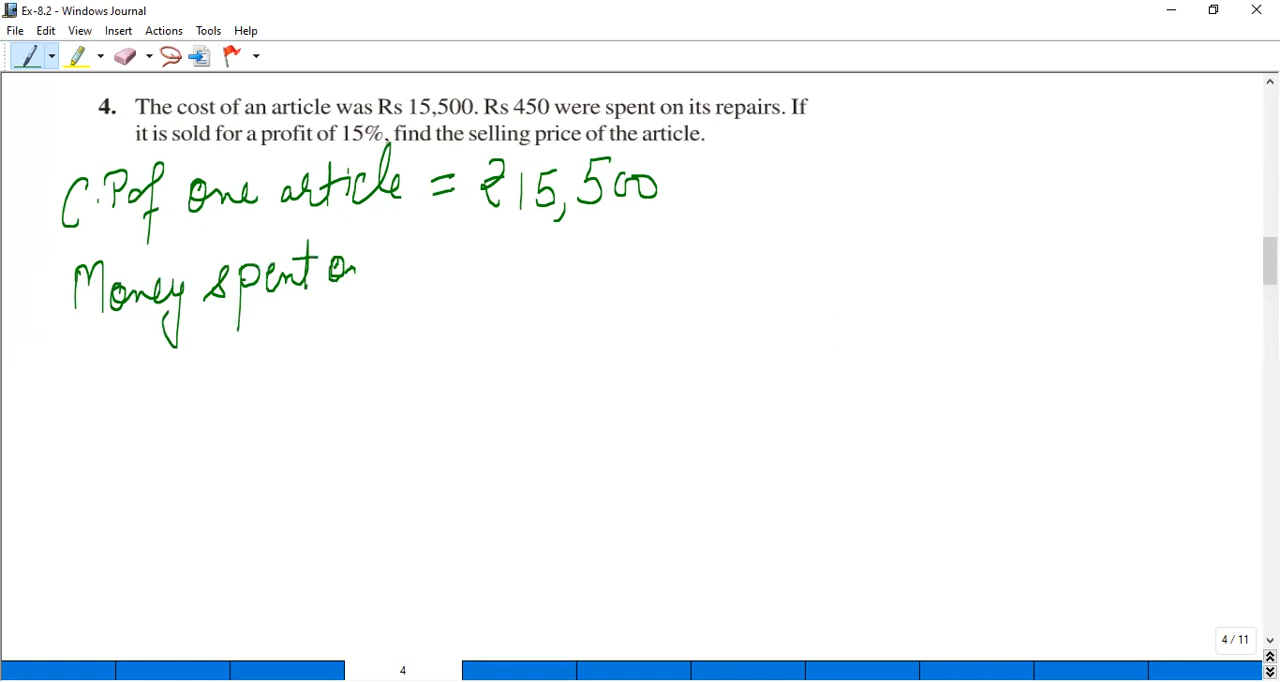 Ex-8.2 - Windows Journal
File Edit View Insert Actions Tools Help
4. The cost of an article was Rs 15,500. Rs 450 were spent on its repairs. If
it is sold for a profit of 15%, find the selling price of the article.
C.P of one article = ₹15,500
Money spent on
4 / 11
4